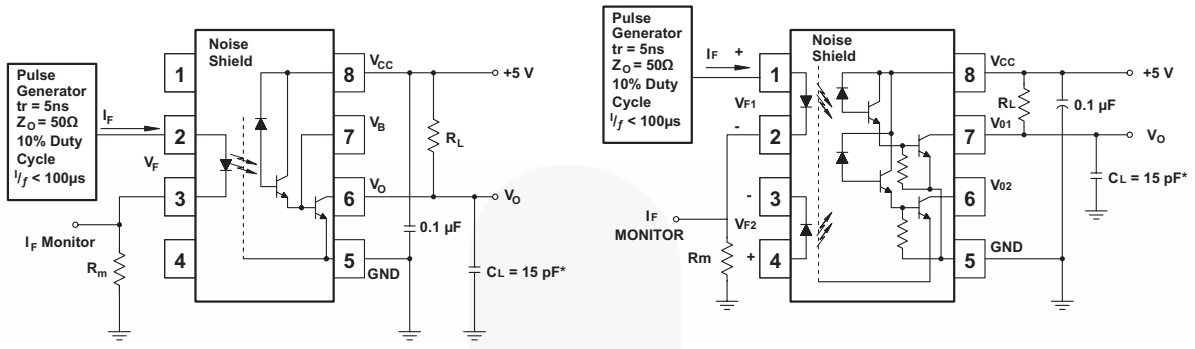 Pulse
Generator
tr = 5ns
ZO = 50Ω
10% Duty
Cycle
I/f < 100µs
IF
VF
IF Monitor
Rm
Noise
Shield
1
2
3
4
8
7
6
5
VCC
VB
VO
GND
+5 V
RL
VO
0.1 µF
CL = 15 pF*
Pulse
Generator
tr = 5ns
ZO = 50Ω
10% Duty
Cycle
I/f < 100µs
IF +
VF1
-
-
VF2
+
IF
MONITOR
Rm
Noise
Shield
1
2
3
4
8
7
6
5
VCC
V01
V02
GND
+5 V
RL
0.1 µF
VO
CL = 15 pF*